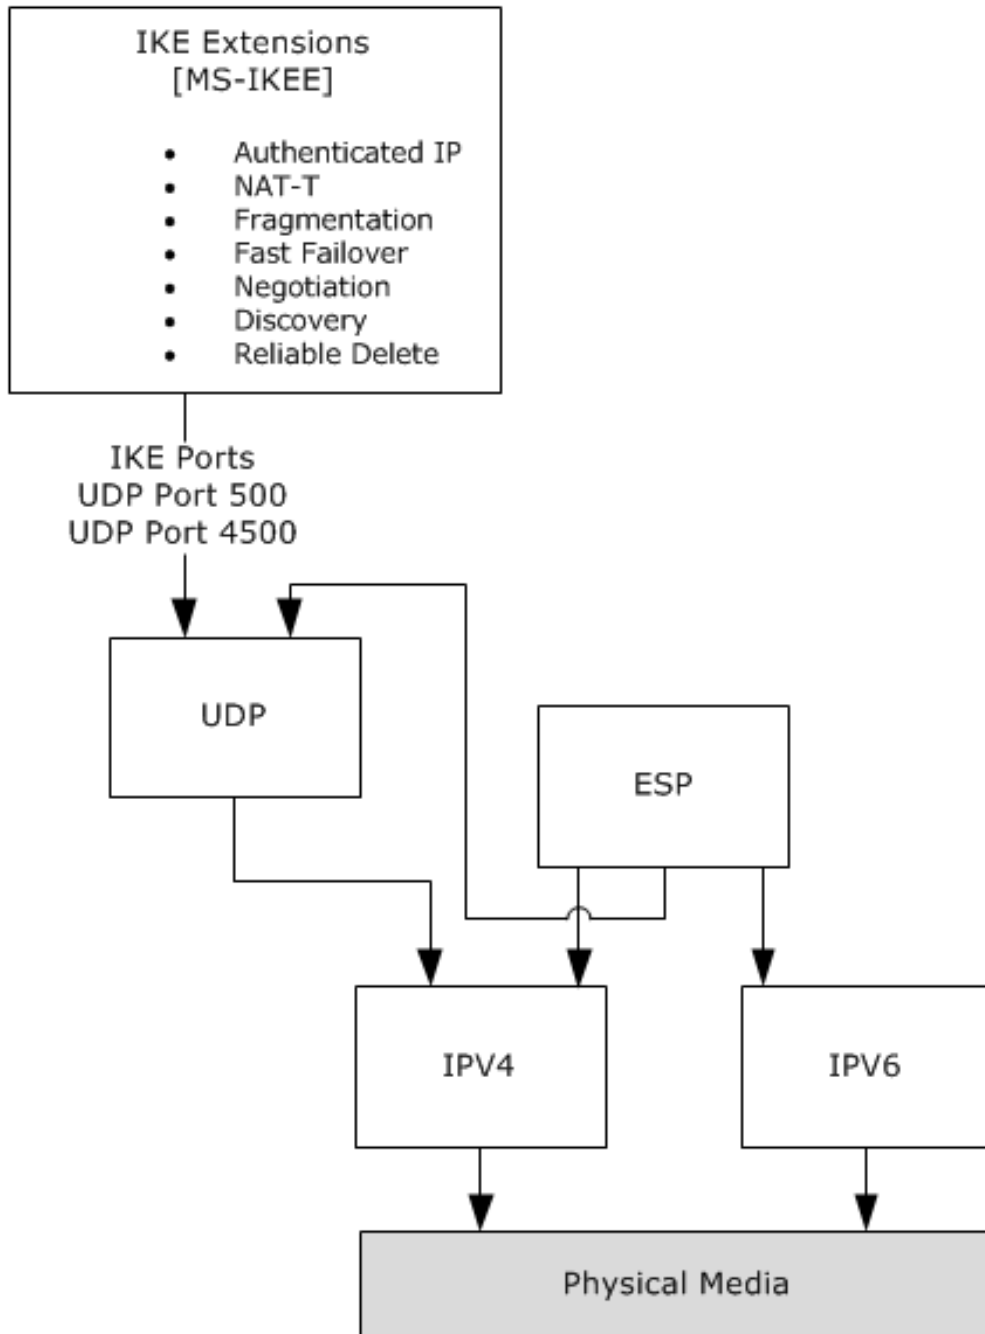 IKE Extensions
[MS-IKEE]
• Authenticated IP
• NAT-T
• Fragmentation
• Fast Failover
• Negotiation
• Discovery
• Reliable Delete
IKE Ports
UDP Port 500
UDP Port 4500
UDP
ESP
IPV4
IPV6
Physical Media